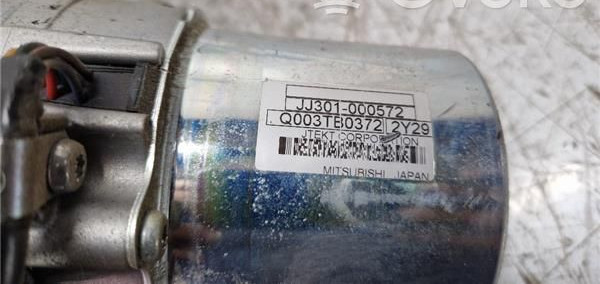 JJ301-000572
Q003TB0372 2Y29
JTEKT CORPORATION
MITSUBISHI JAPAN